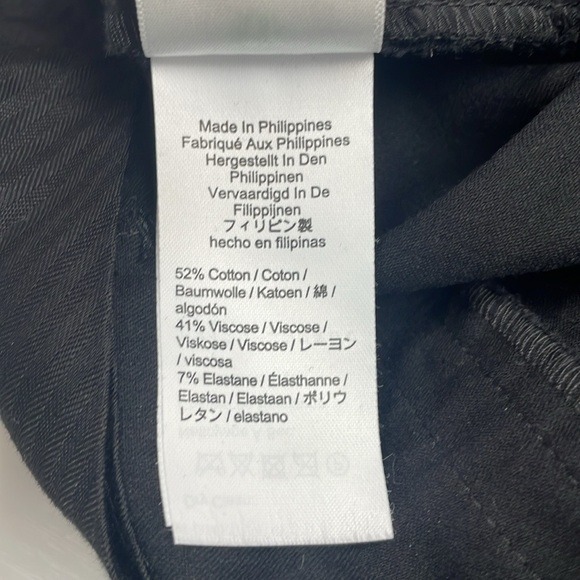 Made In Philippines
Fabriqué Aux Philippines
Hergestellt In Den
Philippinen
Vervaardigd In De
Filippijnen
フィリピン製
hecho en filipinas
52% Cotton / Coton /
Baumwolle / Katoen / 綿 /
algodón
41% Viscose / Viscose /
Viskose / Viscose / レーヨン
/ viscosa
7% Elastane / Élasthanne /
Elastan / Elastaan / ポリウ
レタン / elastano